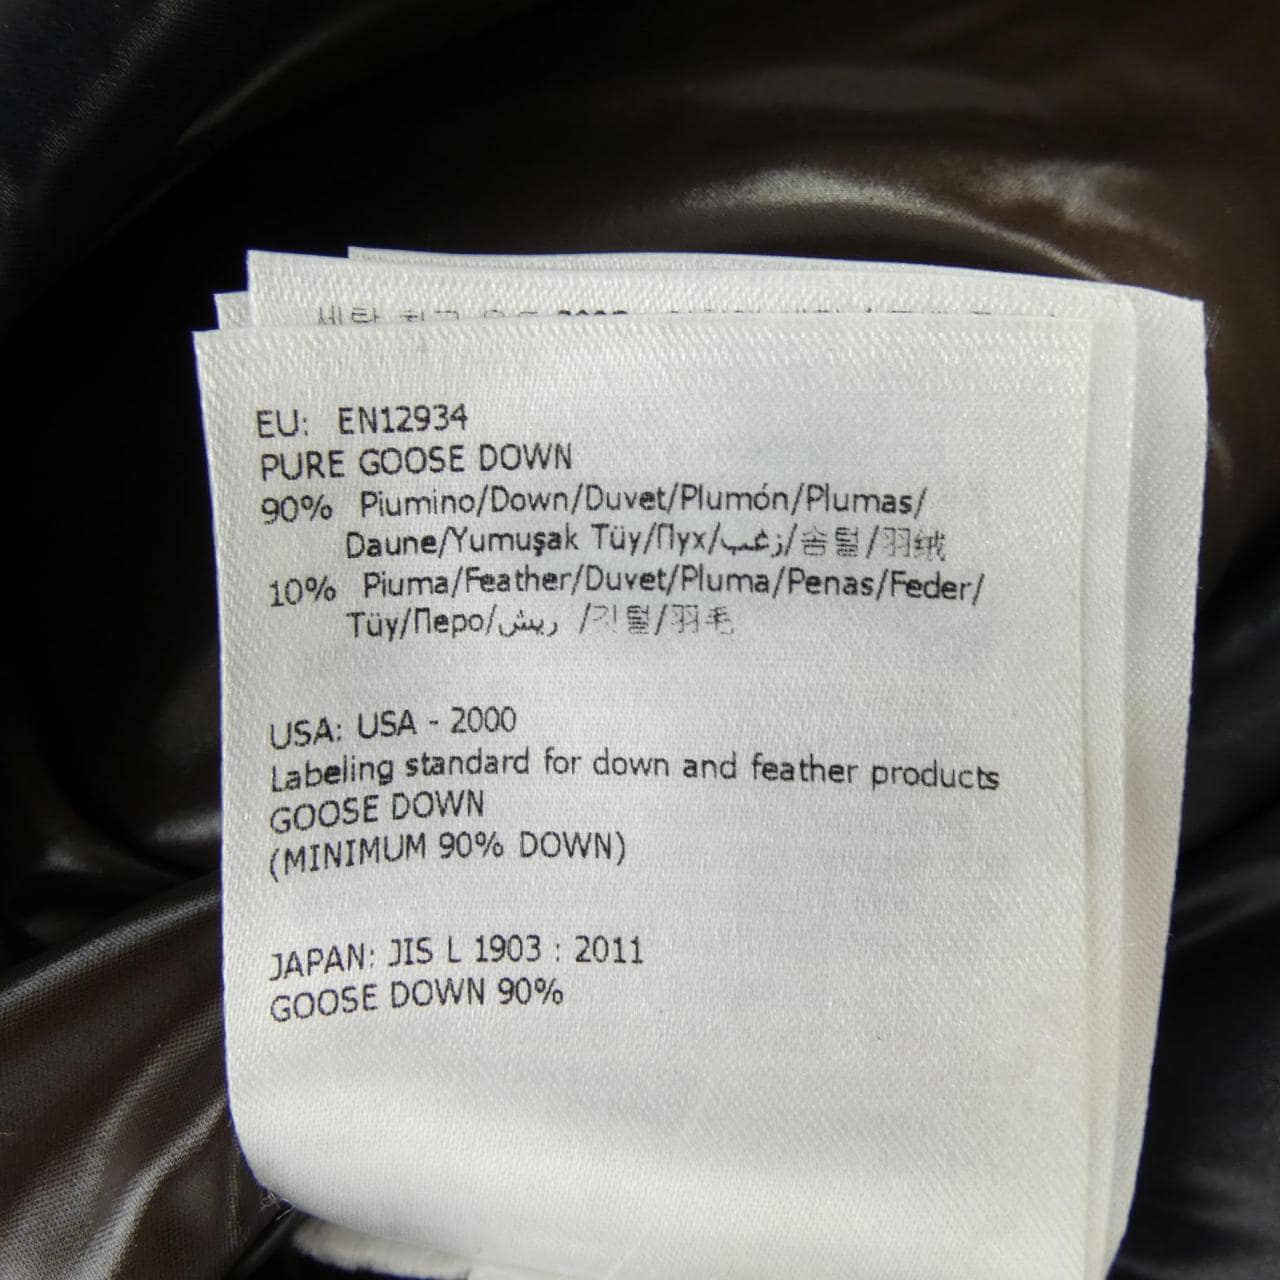 EU: EN12934
PURE GOOSE DOWN
90% Piumino/Down/Duvet/Plumón/Plumas/
Daune/Yumuşak Tüy/Пух/زغب/솜털/羽绒
10% Piuma/Feather/Duvet/Pluma/Penas/Feder/
Tüy/Перо/ريش /깃털/羽毛
USA: USA - 2000
Labeling standard for down and feather products
GOOSE DOWN
(MINIMUM 90% DOWN)
JAPAN: JIS L 1903 : 2011
GOOSE DOWN 90%